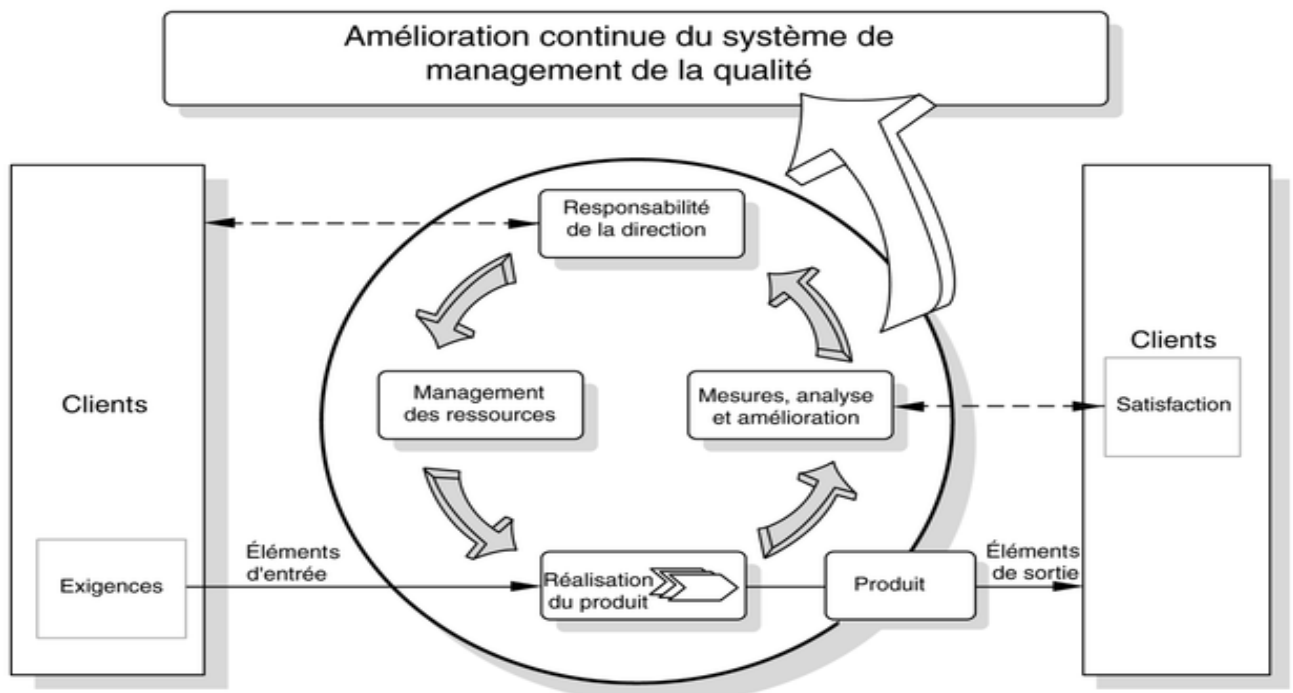 Amélioration continue du système de
management de la qualité
Responsabilité
de la direction
Clients
Management
des ressources
Mesures, analyse
et amélioration
Clients
Satisfaction
Exigences
Éléments
d'entrée
Réalisation
du produit
Produit
Éléments
de sortie